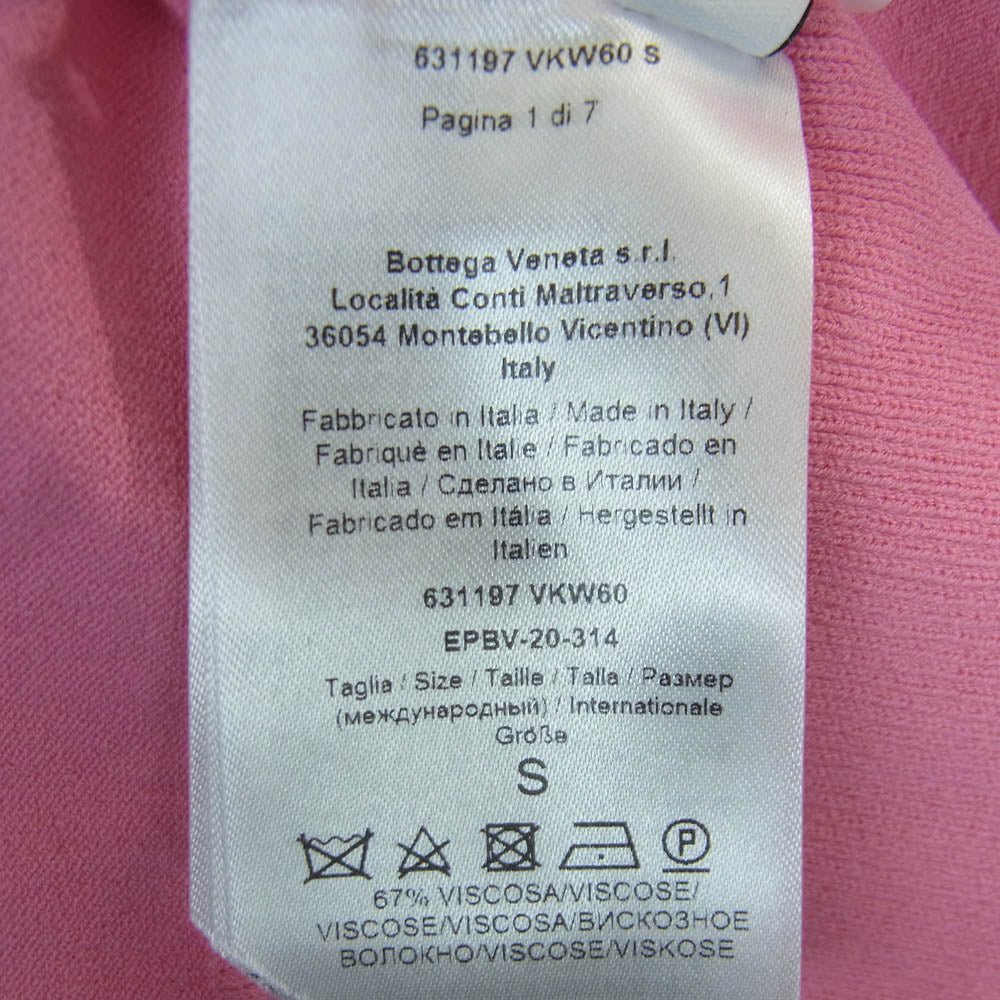 631197 VKW60 S
Pagina 1 di 7
Bottega Veneta s.r.l.
Località Conti Maltraverso,1
36054 Montebello Vicentino (VI)
Italy
Fabbricato in Italia / Made in Italy /
Fabriqué en Italie / Fabricado en
Italia / Сделано в Италии /
Fabricado em Itália / Hergestellt in
Italien
631197 VKW60
EPBV-20-314
Taglia / Size / Taille / Talla / Размер
(международный) / Internationale
Größe
S
P
67% VISCOSA/VISCOSE/
VISCOSE/VISCOSA/ВИСКОЗНОЕ
ВОЛОКНО/VISCOSE/VISKOSE